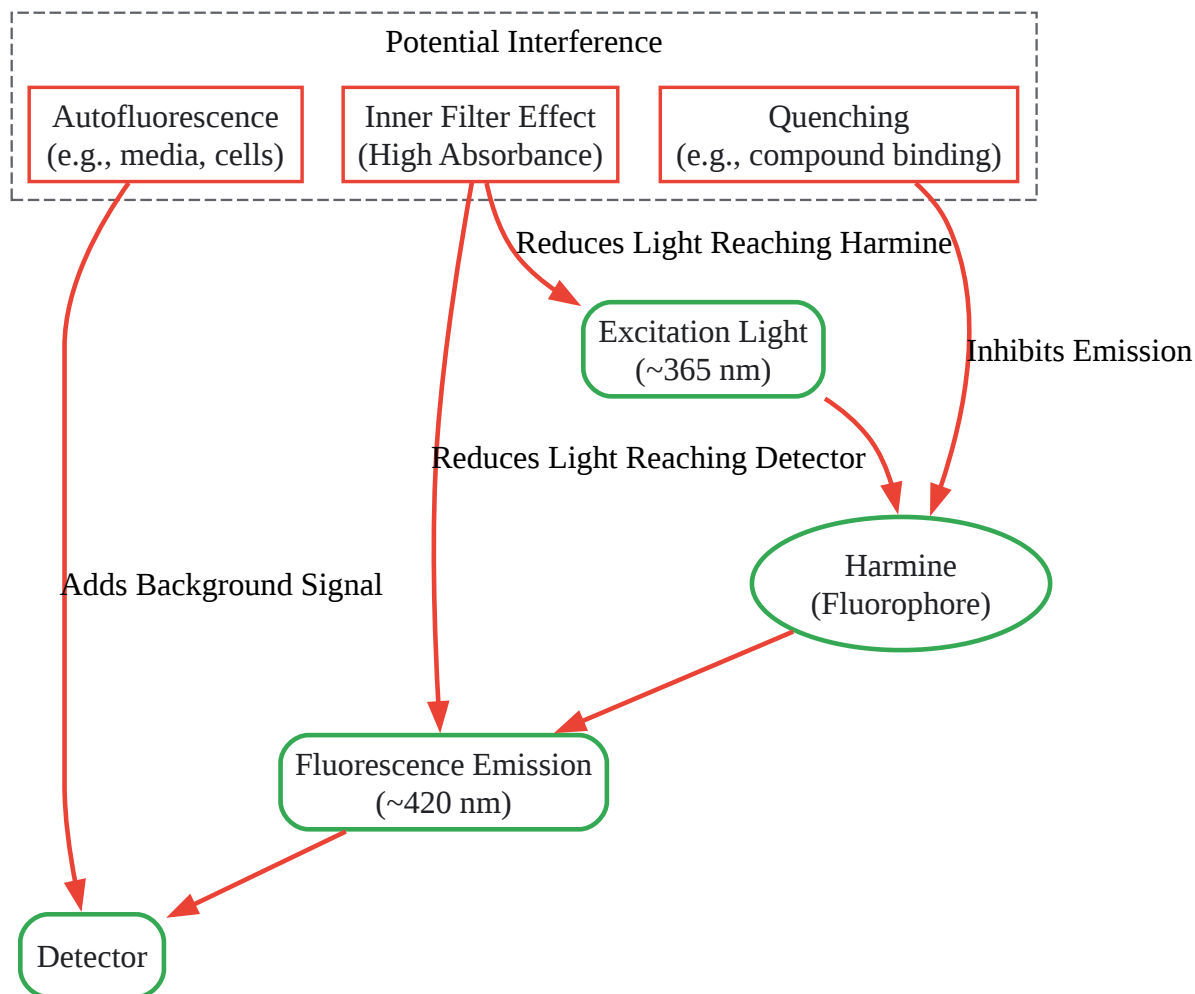 Potential Interference
Autofluorescence
(e.g., media, cells)
Inner Filter Effect
(High Absorbance)
Quenching
(e.g., compound binding)
Reduces Light Reaching Harmine
Excitation Light
(~365 nm)
Inhibits Emission
Reduces Light Reaching Detector
Harmine
(Fluorophore)
Adds Background Signal
Fluorescence Emission
(~420 nm)
Detector